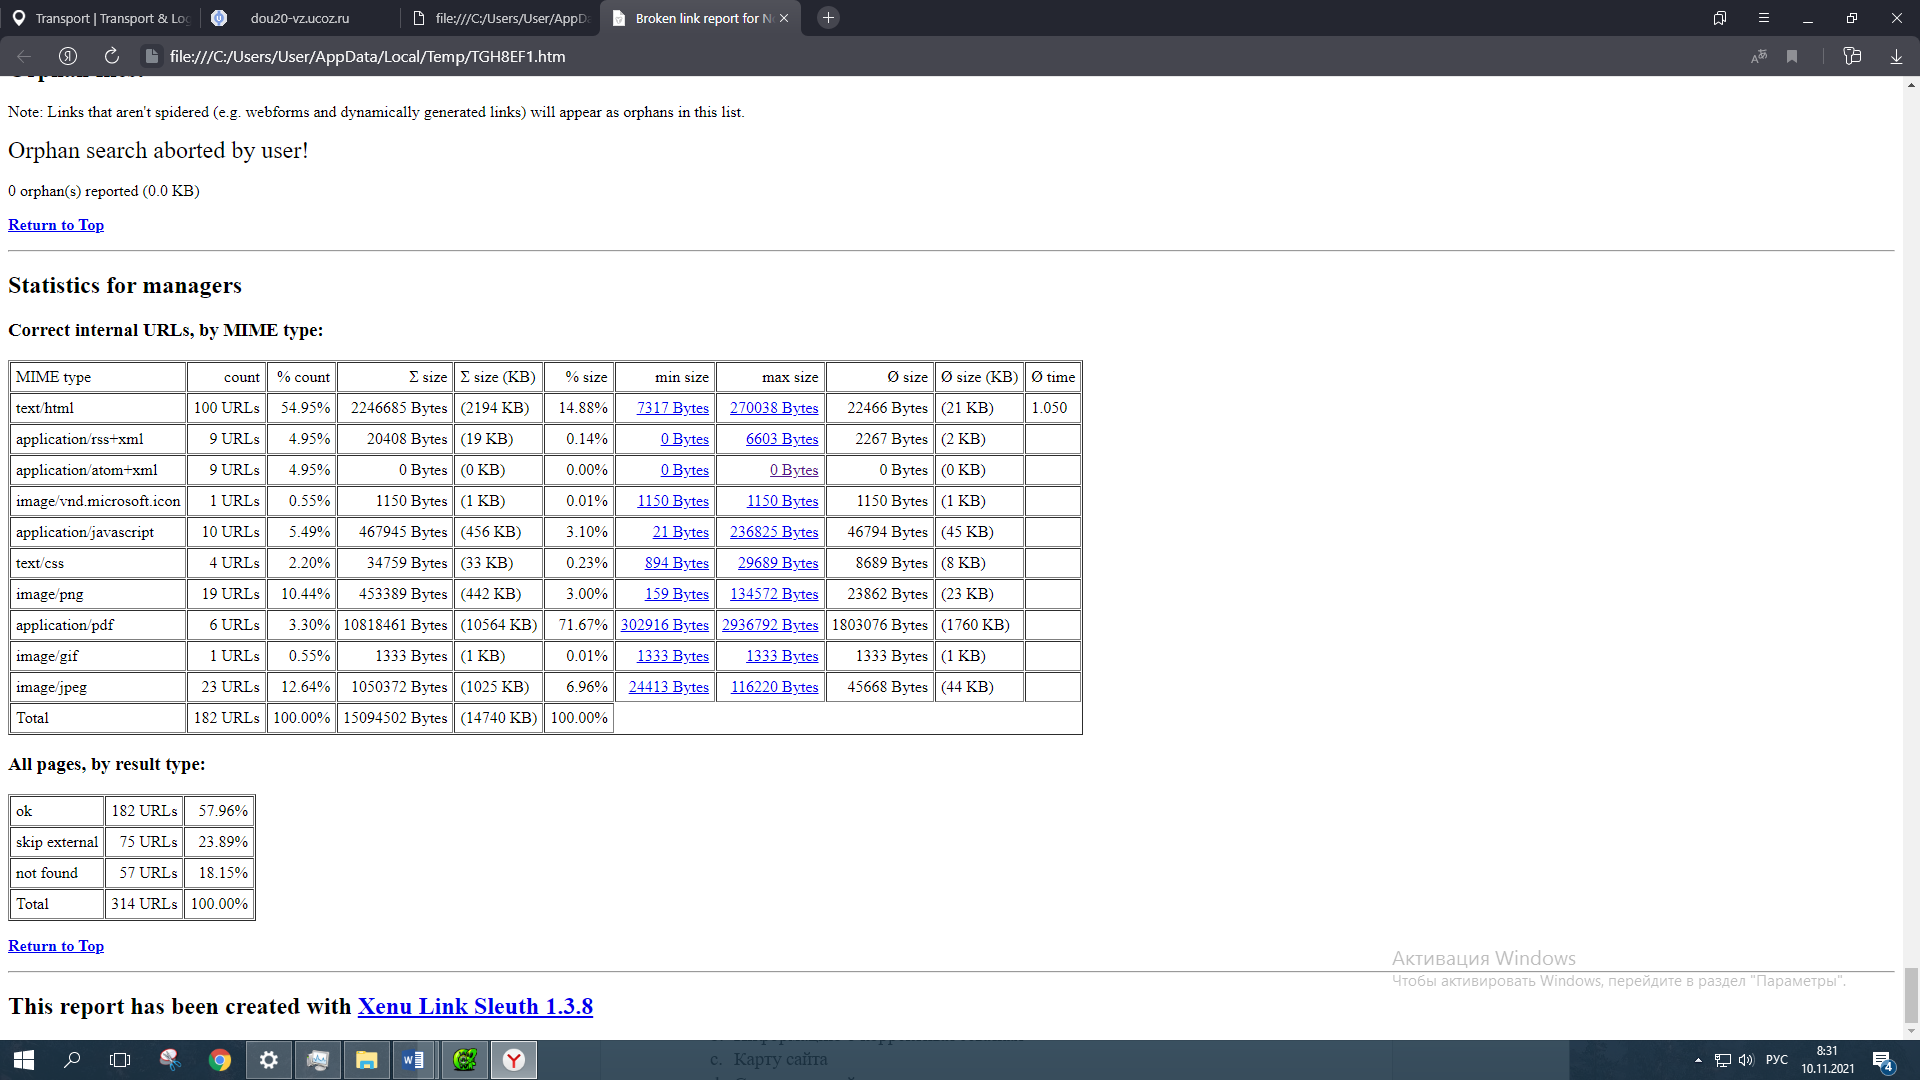 Transport | Transport & Lo
dou20-vz.ucoz.ru
file:///C:/Users/User/AppD
Broken link report for N
file:///C:/Users/User/AppData/Local/Temp/TGH8EF1.htm
Note: Links that aren't spidered (e.g. webforms and dynamically generated links) will appear as orphans in this list.
Orphan search aborted by user!
0 orphan(s) reported (0.0 KB)
Return to Top
Statistics for managers
Correct internal URLs, by MIME type:
MIME type count % count Σ size Σ size (KB) % size min size max size Ø size Ø size (KB) Ø time
text/html 100 URLs 54.95% 2246685 Bytes (2194 KB) 14.88% 7317 Bytes 270038 Bytes 22466 Bytes (21 KB) 1.050
application/rss+xml 9 URLs 4.95% 20408 Bytes (19 KB) 0.14% 0 Bytes 6603 Bytes 2267 Bytes (2 KB)
application/atom+xml 9 URLs 4.95% 0 Bytes (0 KB) 0.00% 0 Bytes 0 Bytes 0 Bytes (0 KB)
image/vnd.microsoft.icon 1 URLs 0.55% 1150 Bytes (1 KB) 0.01% 1150 Bytes 1150 Bytes 1150 Bytes (1 KB)
application/javascript 10 URLs 5.49% 467945 Bytes (456 KB) 3.10% 21 Bytes 236825 Bytes 46794 Bytes (45 KB)
text/css 4 URLs 2.20% 34759 Bytes (33 KB) 0.23% 894 Bytes 29689 Bytes 8689 Bytes (8 KB)
image/png 19 URLs 10.44% 453389 Bytes (442 KB) 3.00% 159 Bytes 134572 Bytes 23862 Bytes (23 KB)
application/pdf 6 URLs 3.30% 10818461 Bytes (10564 KB) 71.67% 302916 Bytes 2936792 Bytes 1803076 Bytes (1760 KB)
image/gif 1 URLs 0.55% 1333 Bytes (1 KB) 0.01% 1333 Bytes 1333 Bytes 1333 Bytes (1 KB)
image/jpeg 23 URLs 12.64% 1050372 Bytes (1025 KB) 6.96% 24413 Bytes 116220 Bytes 45668 Bytes (44 KB)
Total 182 URLs 100.00% 15094502 Bytes (14740 KB) 100.00%
All pages, by result type:
ok 182 URLs 57.96%
skip external 75 URLs 23.89%
not found 57 URLs 18.15%
Total 314 URLs 100.00%
Return to Top
Активация Windows
Чтобы активировать Windows, перейдите в раздел "Параметры".
This report has been created with Xenu Link Sleuth 1.3.8
c. Карту сайта
РУС
8:31
10.11.2021
4